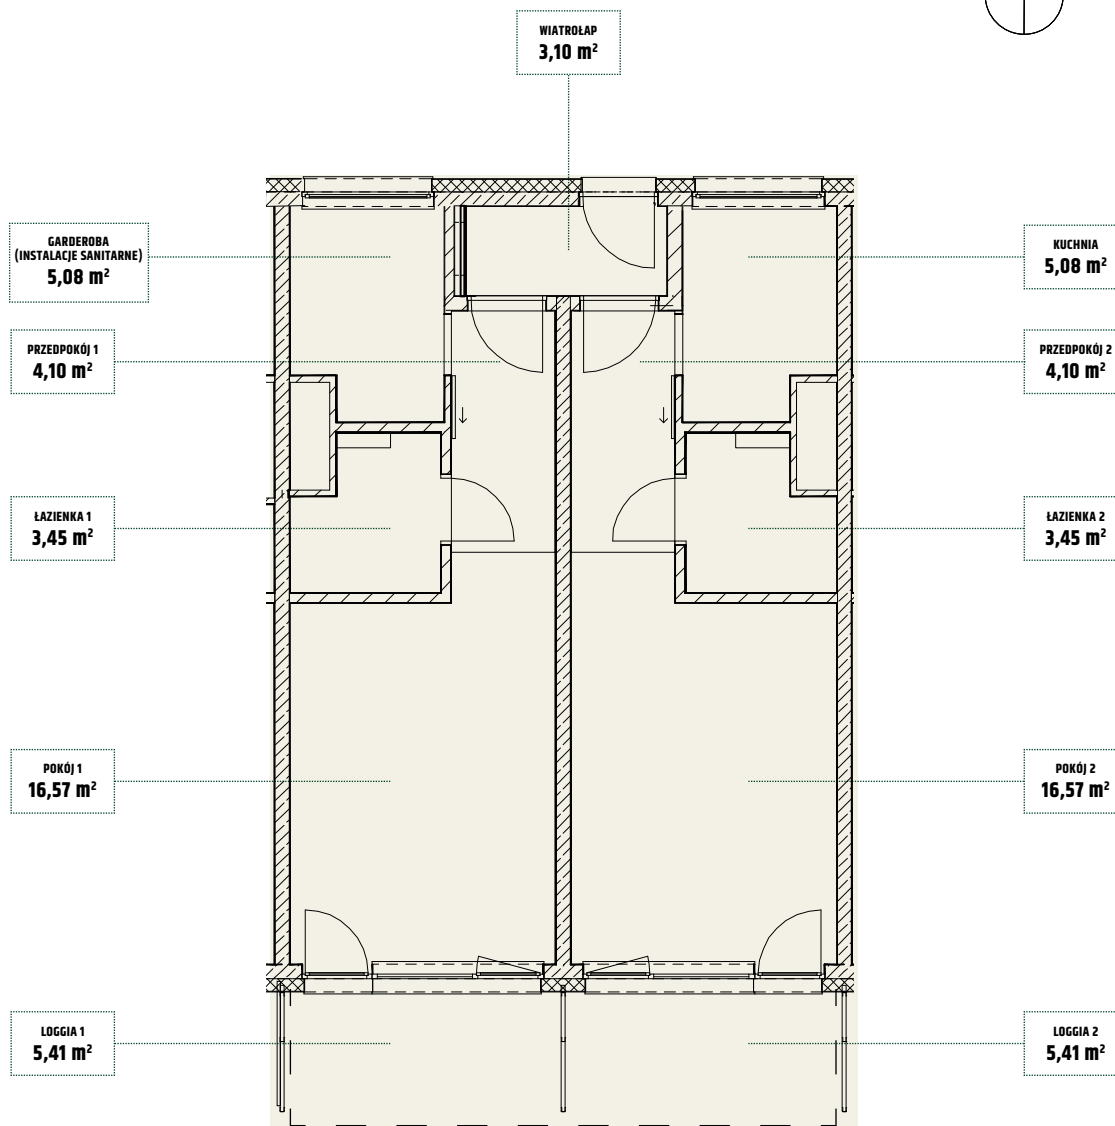 WIATROŁAP
3,10 m²
GARDEROBA
(INSTALACJE SANITARNE)
5,08 m²
KUCHNIA
5,08 m²
PRZEDPOKÓJ 1
4,10 m²
PRZEDPOKÓJ 2
4,10 m²
ŁAZIENKA 1
3,45 m²
ŁAZIENKA 2
3,45 m²
POKÓJ 1
16,57 m²
POKÓJ 2
16,57 m²
LOGGIA 1
5,41 m²
LOGGIA 2
5,41 m²